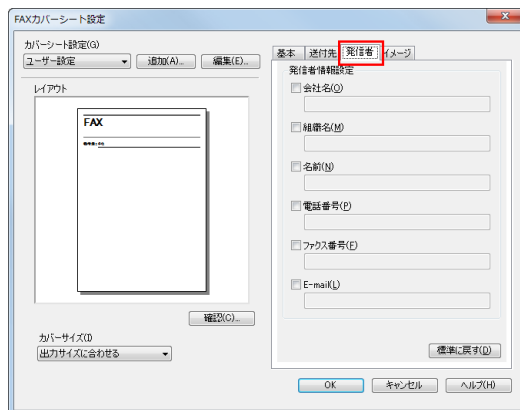 FAXカバーシート設定
カバーシート設定(G)
ユーザー設定
追加(A)...
編集(E)...
レイアウト
FAX
確認(C)...
カバーサイズ(I)
出力サイズに合わせる
基本 送付先 発信者 イメージ
発信者情報設定
会社名(O)
組織名(M)
名前(N)
電話番号(P)
ファクス番号(F)
E-mail(L)
標準に戻す(D)
OK キャンセル ヘルプ(H)